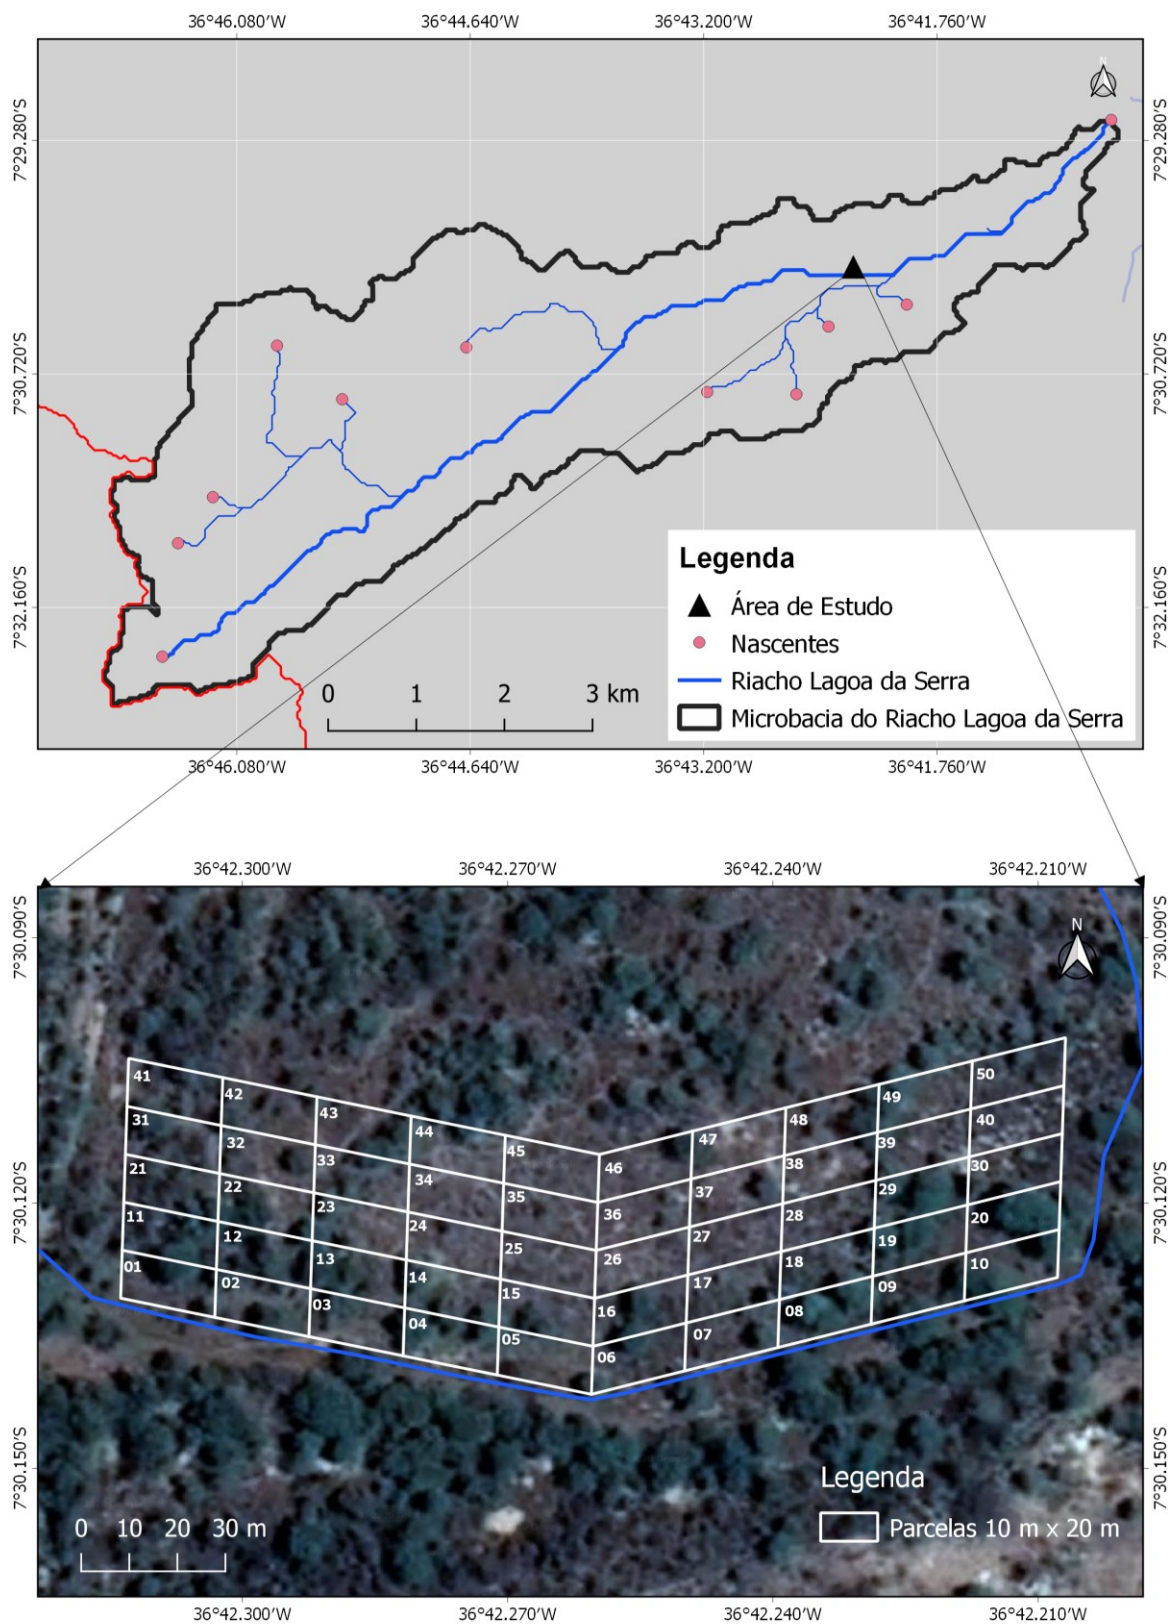 36°46.080'W 36°44.640'W 36°43.200'W 36°41.760'W
N
7°29.280'S 7°29.280'S
7°30.720'S 7°30.720'S
7°32.160'S 7°32.160'S
Legenda
Área de Estudo
Nascentes
Riacho Lagoa da Serra
Microbacia do Riacho Lagoa da Serra
0 1 2 3 km
36°46.080'W 36°44.640'W 36°43.200'W 36°41.760'W
36°42.300'W 36°42.270'W 36°42.240'W 36°42.210'W
N
7°30.090'S 7°30.090'S
41 42 43 44 45 46 47 48 49 50
31 32 33 34 35 36 37 38 39 40
21 22 23 24 25 26 27 28 29 30
11 12 13 14 15 16 17 18 19 20
01 02 03 04 05 06 07 08 09 10
7°30.120'S 7°30.120'S
7°30.150'S 7°30.150'S
Legenda
Parcelas 10 m x 20 m
0 10 20 30 m
36°42.300'W 36°42.270'W 36°42.240'W 36°42.210'W